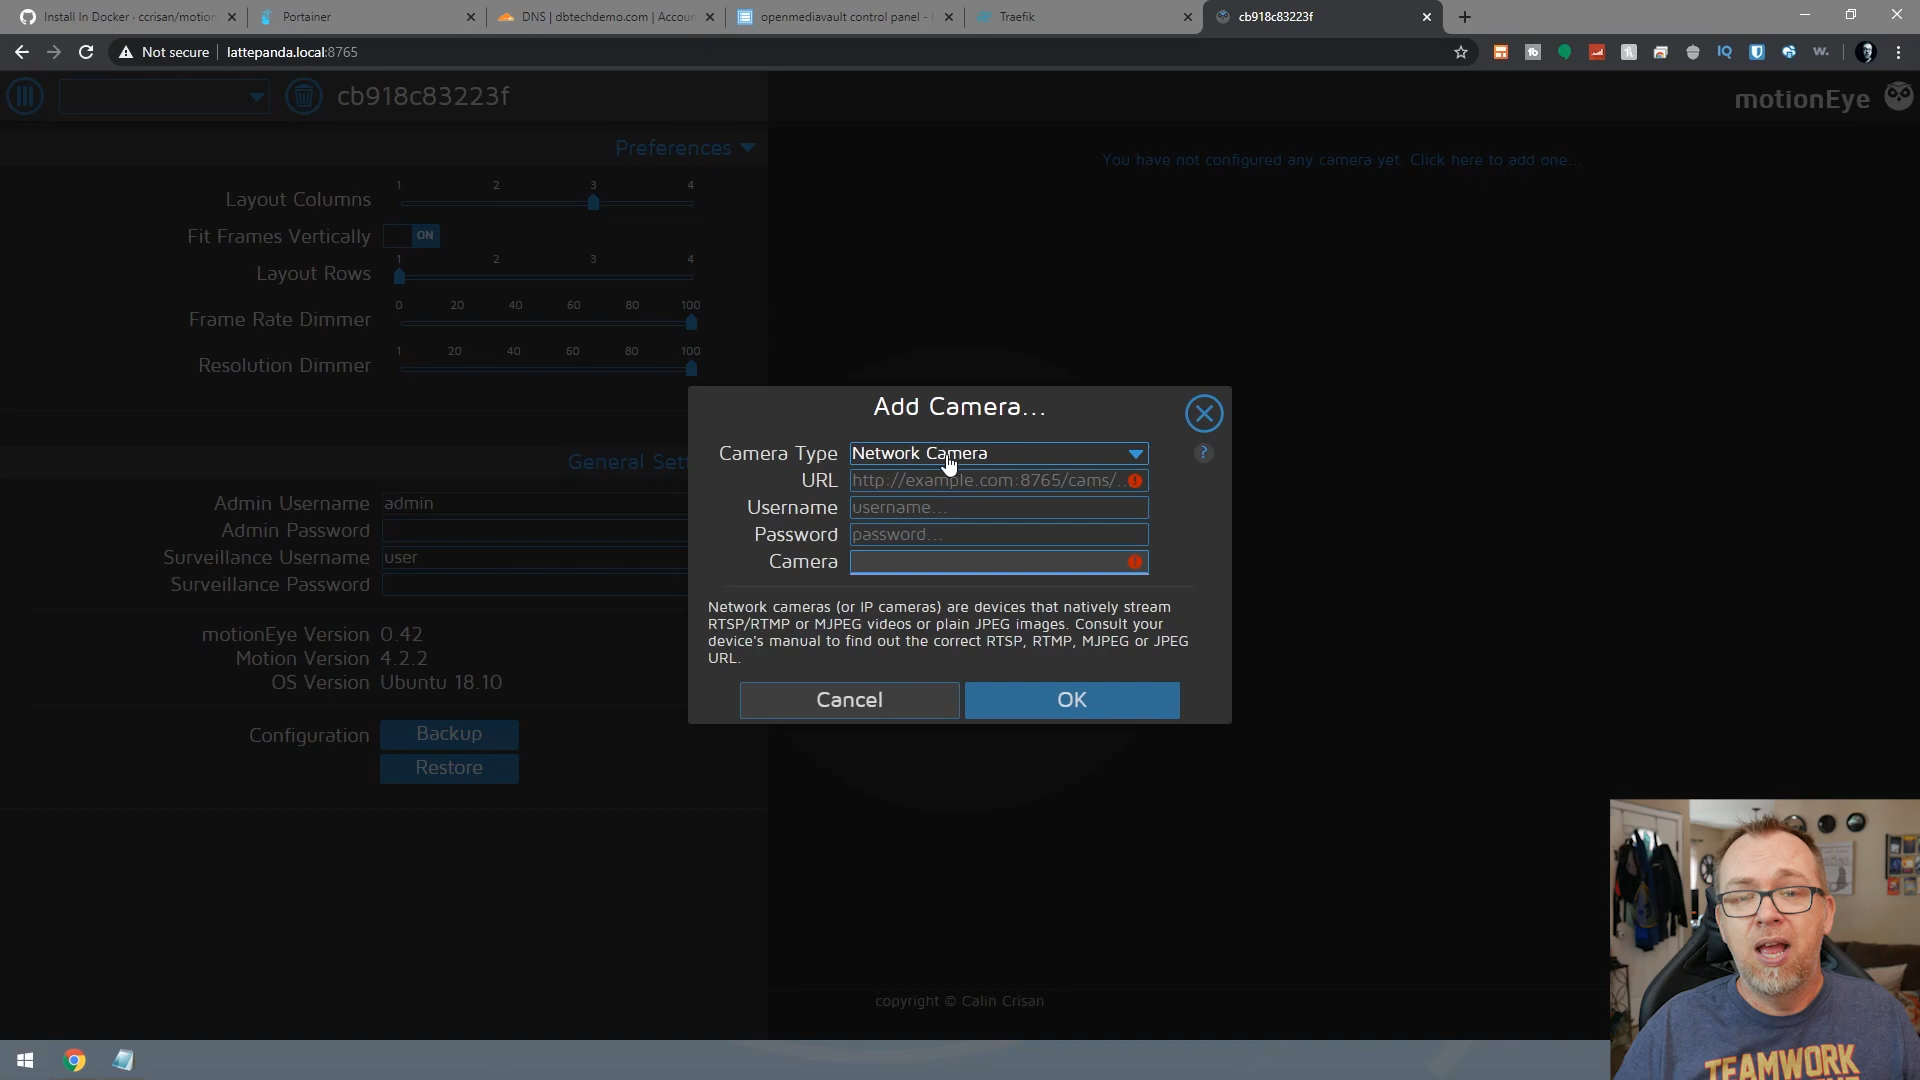 Install In Docker · ccrisan/motion
Portainer
DNS | dbtechdemo.com | Accoun
openmediavault control panel -
Traefik
cb918c83223f
Not secure
lattepanda.local:8765
IQ
w.
cb918c83223f
motionEye
Preferences
You have not configured any camera yet. Click here to add one...
Layout Columns
1 2 3 4
Fit Frames Vertically
ON
Layout Rows
1 2 3 4
Frame Rate Dimmer
0 20 40 60 80 100
Resolution Dimmer
1 20 40 60 80 100
General Sett
Admin Username admin
Admin Password
Surveillance Username user
Surveillance Password
motionEye Version 0.42
Motion Version 4.2.2
OS Version Ubuntu 18.10
Configuration
Backup
Restore
Add Camera...
Camera Type Network Camera
?
URL http://example.com:8765/cams/...
Username username...
Password password...
Camera
Network cameras (or IP cameras) are devices that natively stream
RTSP/RTMP or MJPEG videos or plain JPEG images. Consult your
device's manual to find out the correct RTSP, RTMP, MJPEG or JPEG
URL.
Cancel
OK
copyright © Calin Crisan
TEAMWORK